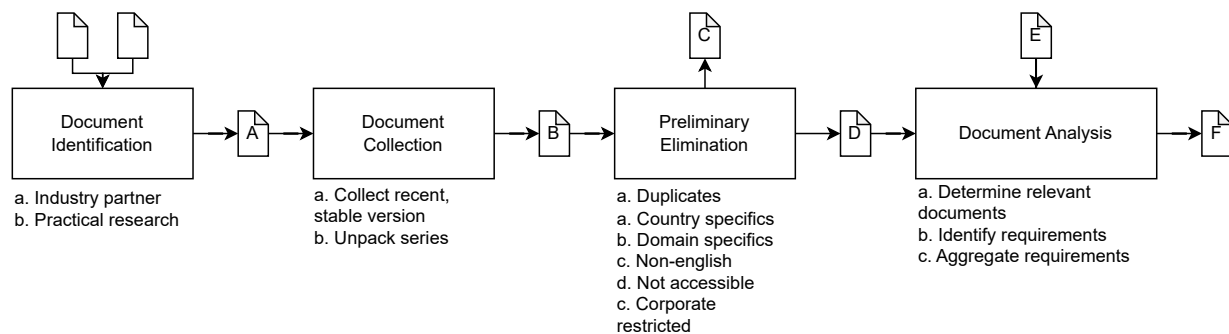 C
E
Document
Identification
A
Document
Collection
B
Preliminary
Elimination
D
Document Analysis
F
a. Industry partner
b. Practical research
a. Collect recent,
stable version
b. Unpack series
a. Duplicates
a. Country specifics
b. Domain specifics
c. Non-english
d. Not accessible
c. Corporate
restricted
a. Determine relevant
documents
b. Identify requirements
c. Aggregate requirements